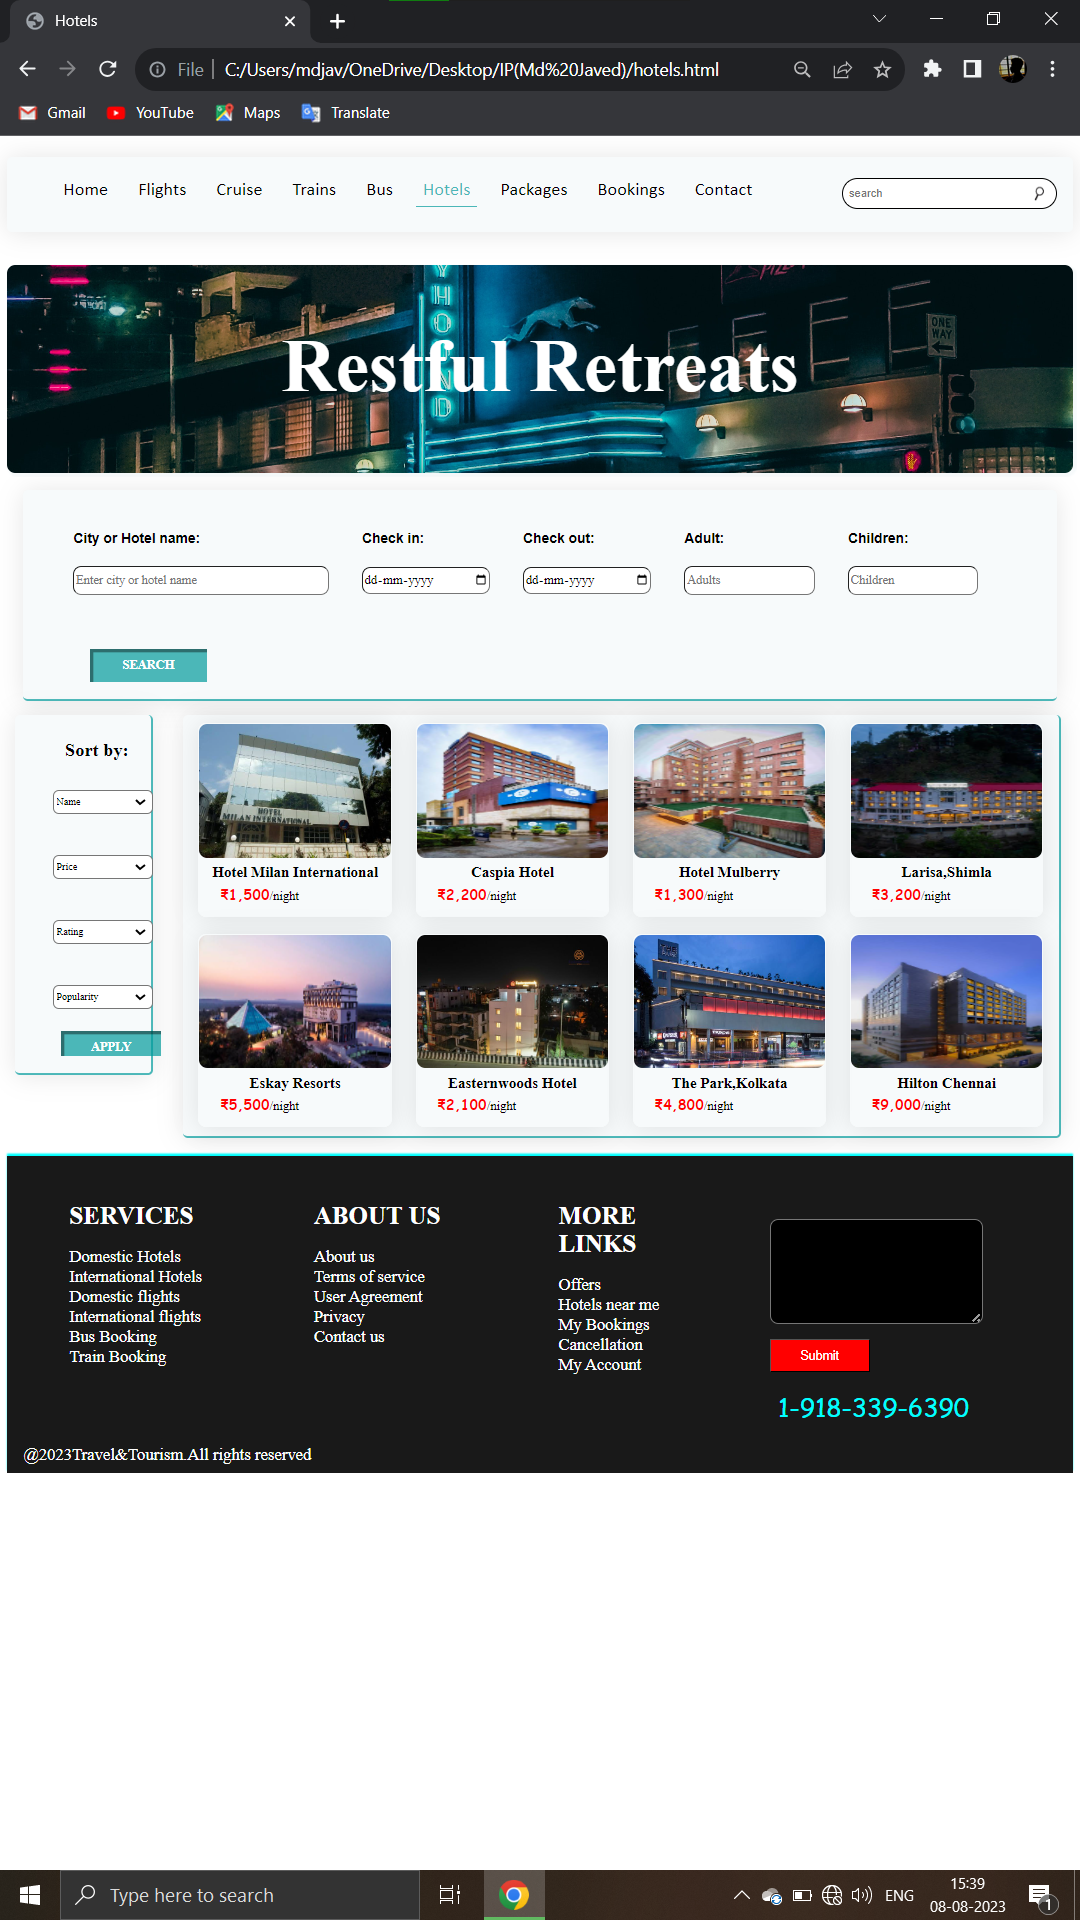 Hotels
File C:/Users/mdjav/OneDrive/Desktop/IP(Md%20Javed)/hotels.html
Gmail YouTube Maps Translate
Home Flights Cruise Trains Bus Hotels Packages Bookings Contact search
YHOUND
ONE WAY
Restful Retreats
City or Hotel name: Check in: Check out: Adult: Children:
Enter city or hotel name dd-mm-yyyy dd-mm-yyyy Adults Children
SEARCH
Sort by:
Name
Price
Rating
Popularity
APPLY
HOTEL
MILAN INTERNATIONAL
Hotel Milan International Caspia Hotel Hotel Mulberry Larisa,Shimla
₹1,500/night ₹2,200/night ₹1,300/night ₹3,200/night
Eskay Resorts Easternwoods Hotel The Park,Kolkata Hilton Chennai
₹5,500/night ₹2,100/night ₹4,800/night ₹9,000/night
SERVICES
Domestic Hotels
International Hotels
Domestic flights
International flights
Bus Booking
Train Booking
ABOUT US
About us
Terms of service
User Agreement
Privacy
Contact us
MORE
LINKS
Offers
Hotels near me
My Bookings
Cancellation
My Account
Submit
1-918-339-6390
@2023Travel&Tourism.All rights reserved
Type here to search
ENG
15:39
08-08-2023
1